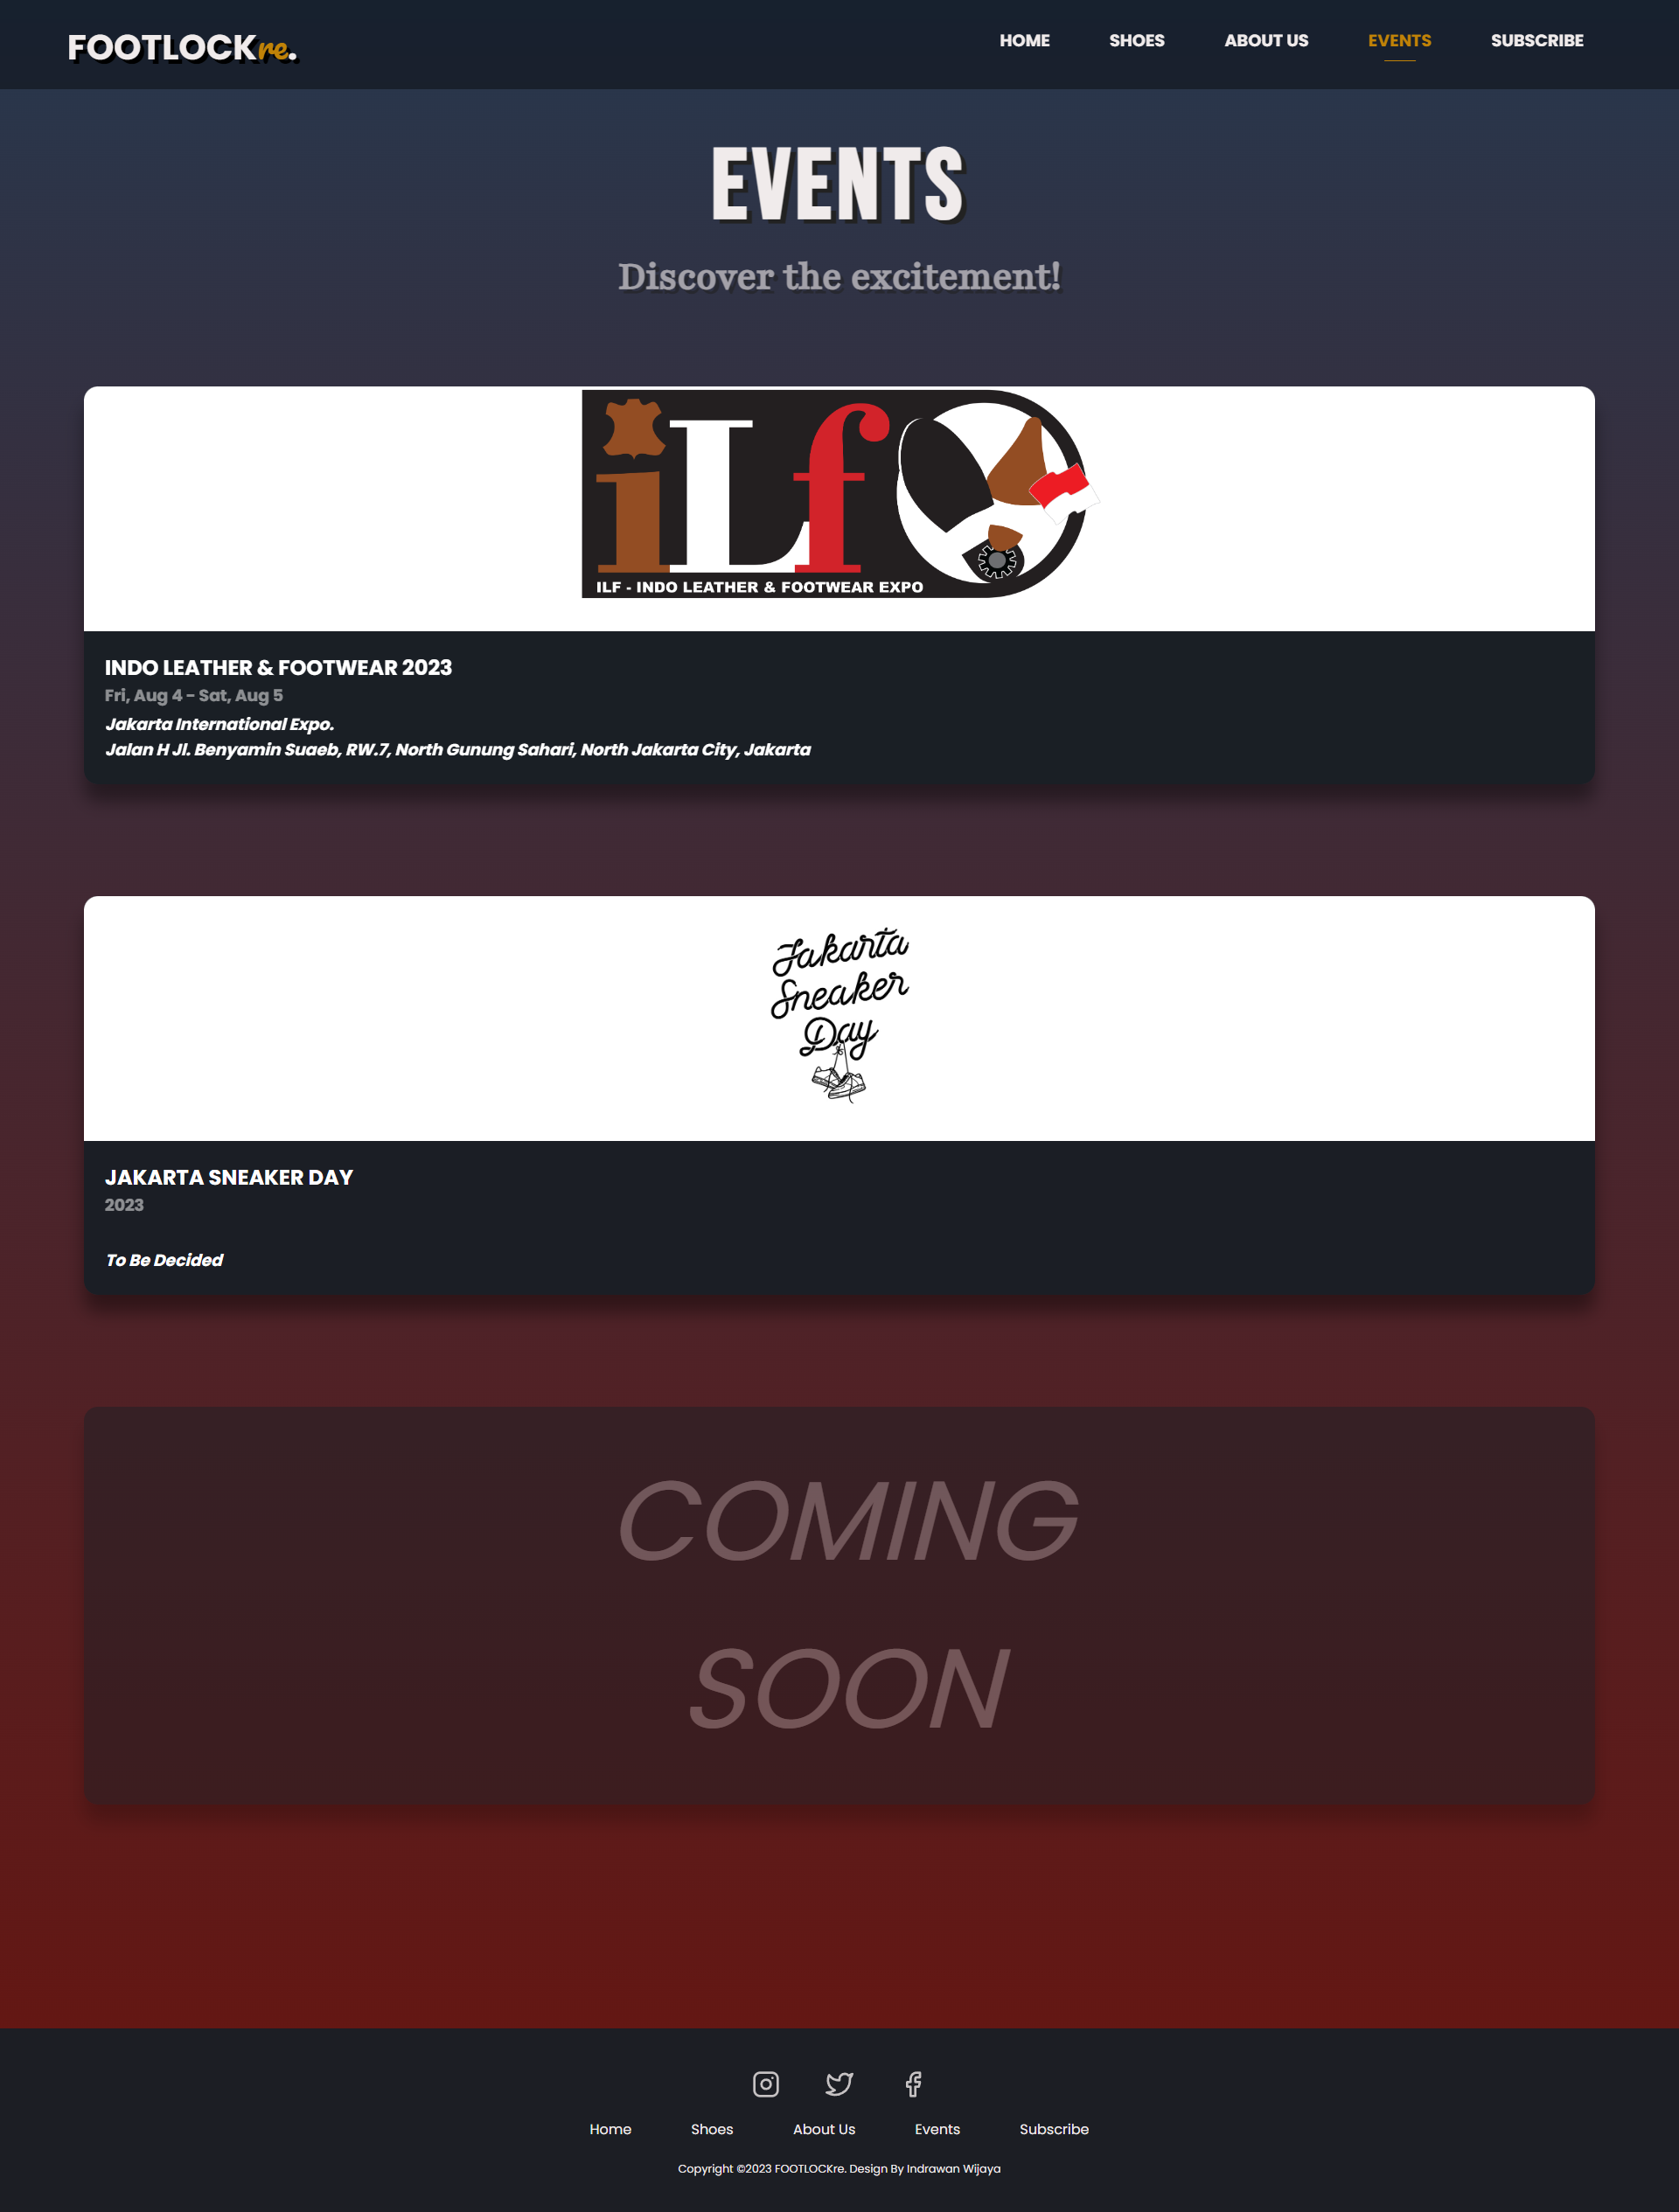 FOOTLOCKre.
HOME SHOES ABOUT US EVENTS SUBSCRIBE
EVENTS
Discover the excitement!
iLf
ILF - INDO LEATHER & FOOTWEAR EXPO
INDO LEATHER & FOOTWEAR 2023
Fri, Aug 4 - Sat, Aug 5
Jakarta International Expo.
Jalan H Jl. Benyamin Suaeb, RW.7, North Gunung Sahari, North Jakarta City, Jakarta
Jakarta
Sneaker
Day
JAKARTA SNEAKER DAY
2023
To Be Decided
COMING
SOON
Home Shoes About Us Events Subscribe
Copyright ©2023 FOOTLOCKre. Design By Indrawan Wijaya